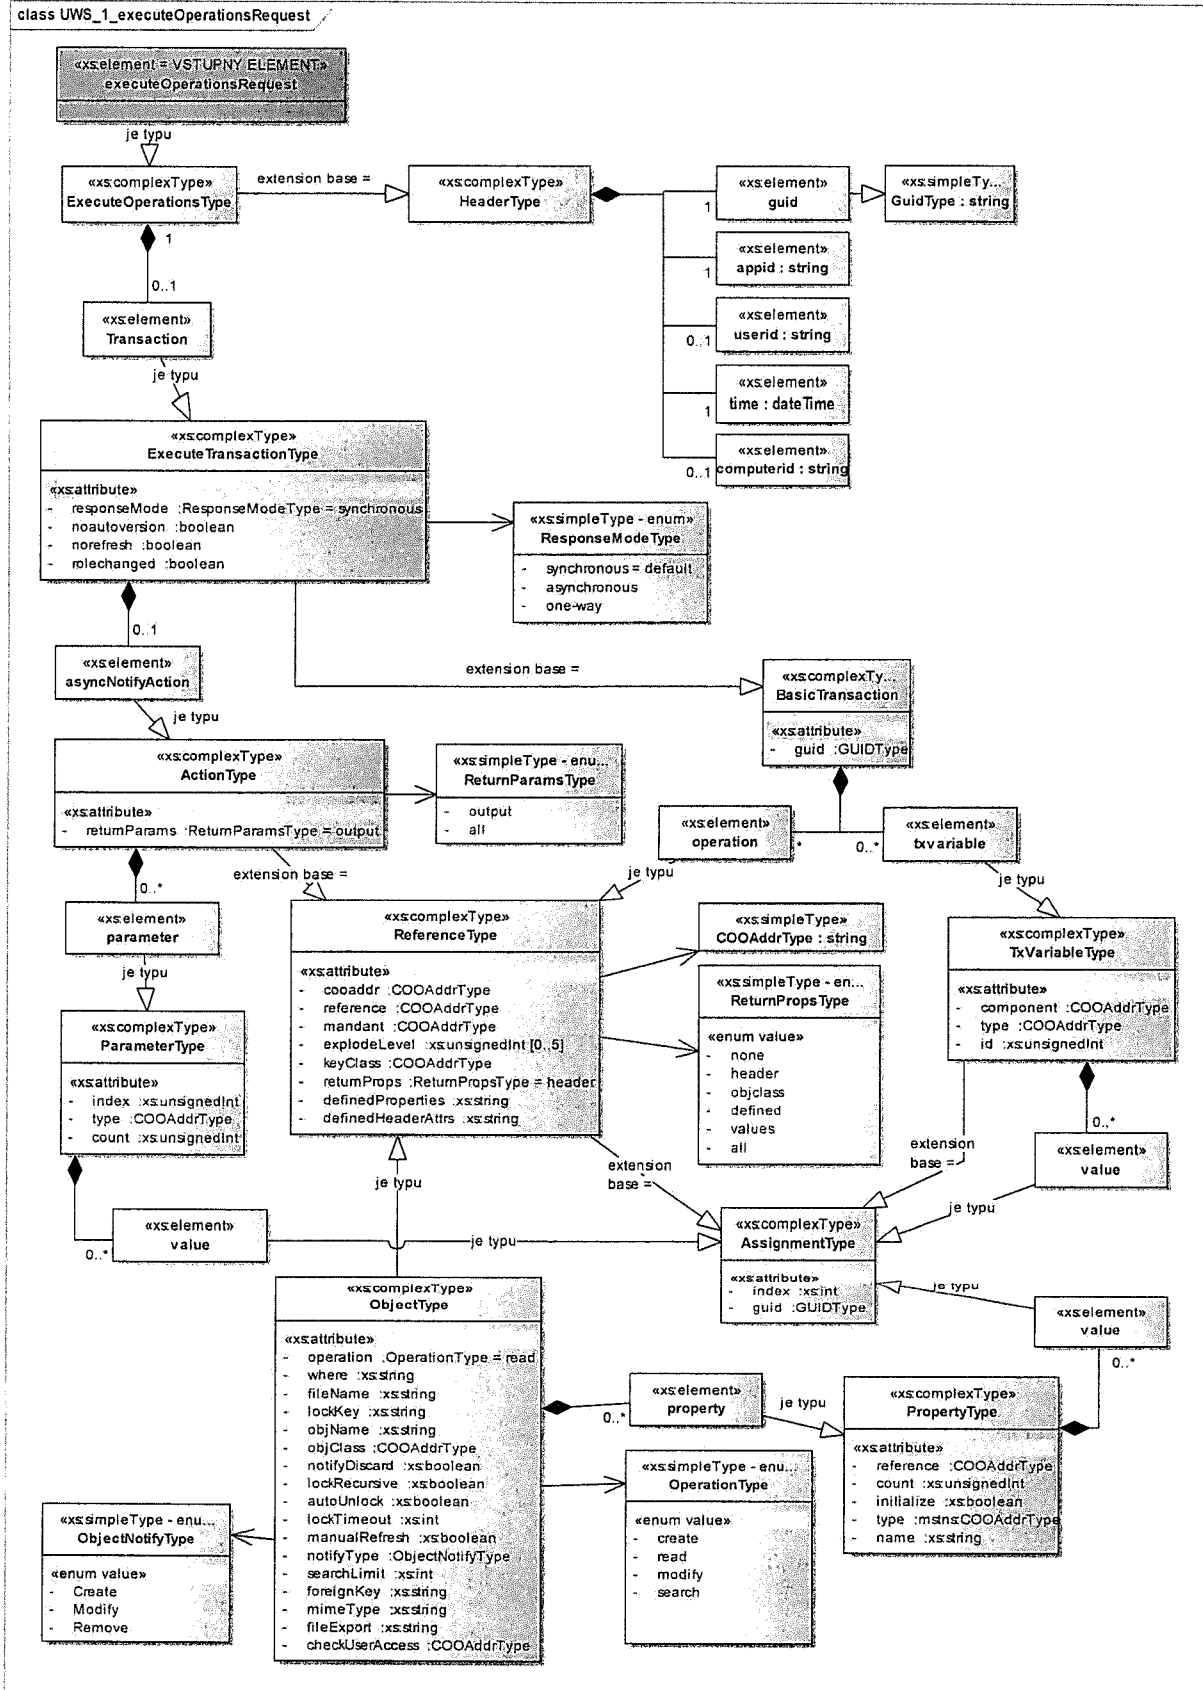 class UWS_1_executeOperationsRequest
«xs:element = VSTUPNY ELEMENT»
executeOperationsRequest
je typu
«xs:complexType»
ExecuteOperationsType
extension base =
«xs:complexType»
HeaderType
«xs:element»
guid
1
«xs:simpleTy...
GuidType : string
«xs:element»
appid : string
1
«xs:element»
userid : string
0..1
«xs:element»
time : dateTime
1
«xs:element»
computerid : string
0..1
1
0..1
«xs:element»
Transaction
je typu
«xs:complexType»
ExecuteTransactionType
«xs:attribute»
- responseMode :ResponseModeType = synchronous
- noautoversion :boolean
- norefresh :boolean
- rolechanged :boolean
«xs:simpleType - enum»
ResponseModeType
- synchronous = default
- asynchronous
- one-way
0..1
«xs:element»
asyncNotifyAction
je typu
extension base =
«xs:complexTy...
BasicTransaction
«xs:attribute»
- guid :GUIDType
«xs:complexType»
ActionType
«xs:attribute»
- returnParams :ReturnParamsType = output
«xs:simpleType - enu...
ReturnParamsType
- output
- all
«xs:element»
operation
*
0..*
«xs:element»
txvariable
je typu
je typu
extension base =
0..*
«xs:element»
parameter
je typu
«xs:complexType»
ReferenceType
«xs:attribute»
- cooaddr :COOAddrType
- reference :COOAddrType
- mandant :COOAddrType
- explodeLevel :xs:unsignedInt [0..5]
- keyClass :COOAddrType
- returnProps :ReturnPropsType = header
- definedProperties :xs:string
- definedHeaderAttrs :xs:string
«xs:simpleType»
COOAddrType : string
«xs:simpleType - en...
ReturnPropsType
«enum value»
- none
- header
- objclass
- defined
- values
- all
«xs:complexType»
TxVariableType
«xs:attribute»
- component :COOAddrType
- type :COOAddrType
- id :xs:unsignedInt
«xs:complexType»
ParameterType
«xs:attribute»
- index :xs:unsignedInt
- type :COOAddrType
- count :xs:unsignedInt
0..*
«xs:element»
value
extension
base =
extension
base =
je typu
je typu
0..*
«xs:element»
value
je typu
«xs:complexType»
AssignmentType
«xs:attribute»
- index :xs:int
- guid :GUIDType
je typu
«xs:element»
value
0..*
«xs:complexType»
ObjectType
«xs:attribute»
- operation :OperationType = read
- where :xs:string
- fileName :xs:string
- lockKey :xs:string
- objName :xs:string
- objClass :COOAddrType
- notifyDiscard :xs:boolean
- lockRecursive :xs:boolean
- autoUnlock :xs:boolean
- lockTimeout :xs:int
- manualRefresh :xs:boolean
- notifyType :ObjectNotifyType
- searchLimit :xs:int
- foreignKey :xs:string
- mimeType :xs:string
- fileExport :xs:string
- checkUserAccess :COOAddrType
0..*
«xs:element»
property
je typu
«xs:complexType»
PropertyType
«xs:attribute»
- reference :COOAddrType
- count :xs:unsignedInt
- initialize :xs:boolean
- type :mstns:COOAddrType
- name :xs:string
«xs:simpleType - enu...
OperationType
«enum value»
- create
- read
- modify
- search
«xs:simpleType - enu...
ObjectNotifyType
«enum value»
- Create
- Modify
- Remove